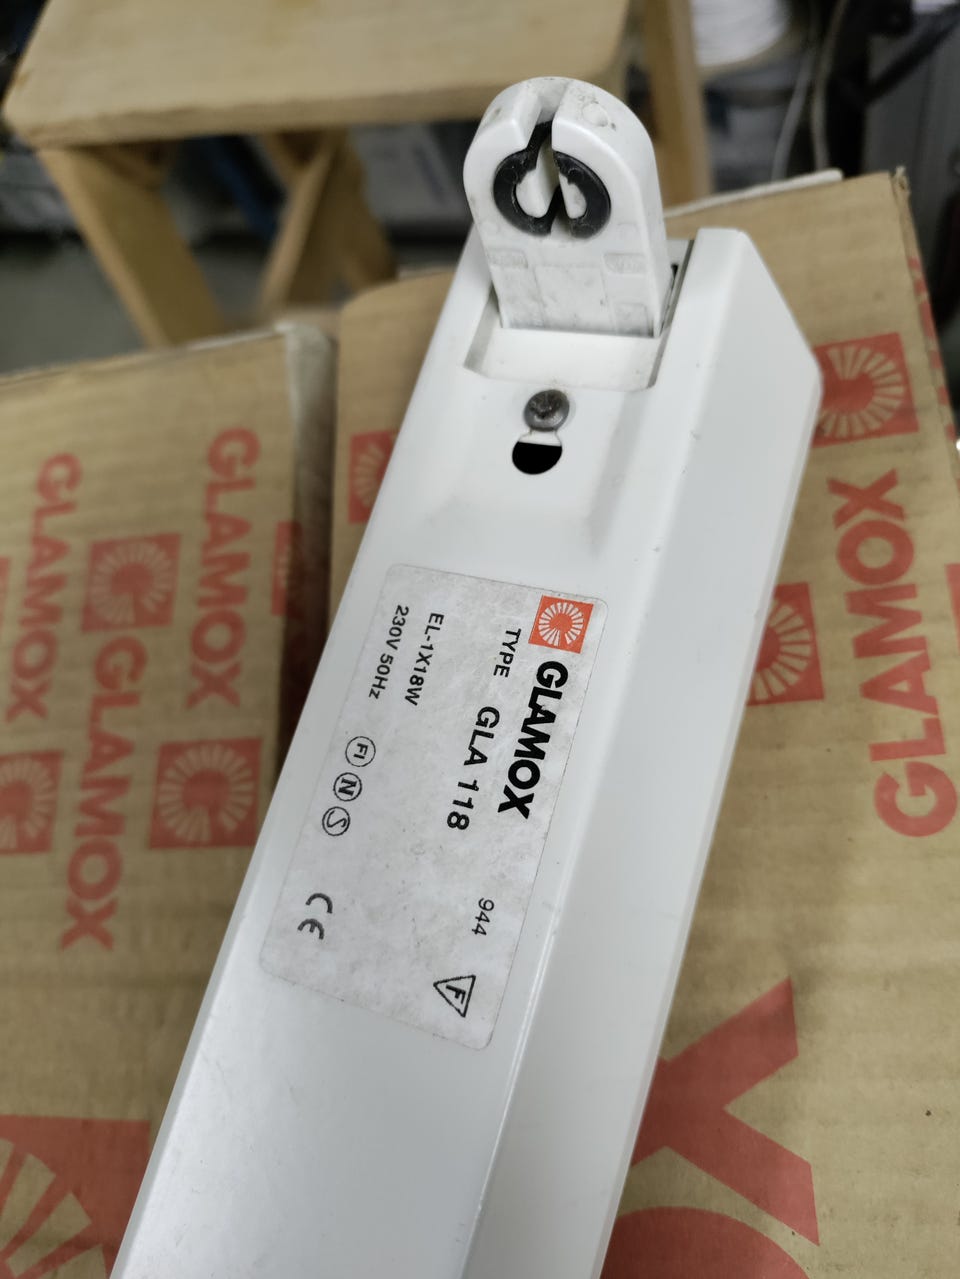 GLAMOX
TYPE GLA 118 944
EL-1X18W
230V 50Hz
FI N S CE F
GLAMOX
GLAMOX
GLAMOX
GLAMOX